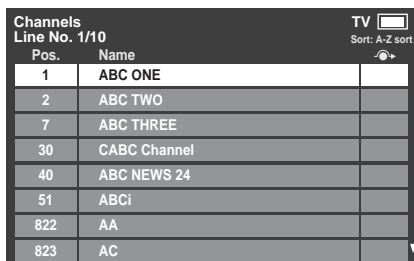 Channels TV
Line No. 1/10 Sort: A-Z sort
Pos. Name
1 ABC ONE
2 ABC TWO
7 ABC THREE
30 CABC Channel
40 ABC NEWS 24
51 ABCi
822 AA
823 AC